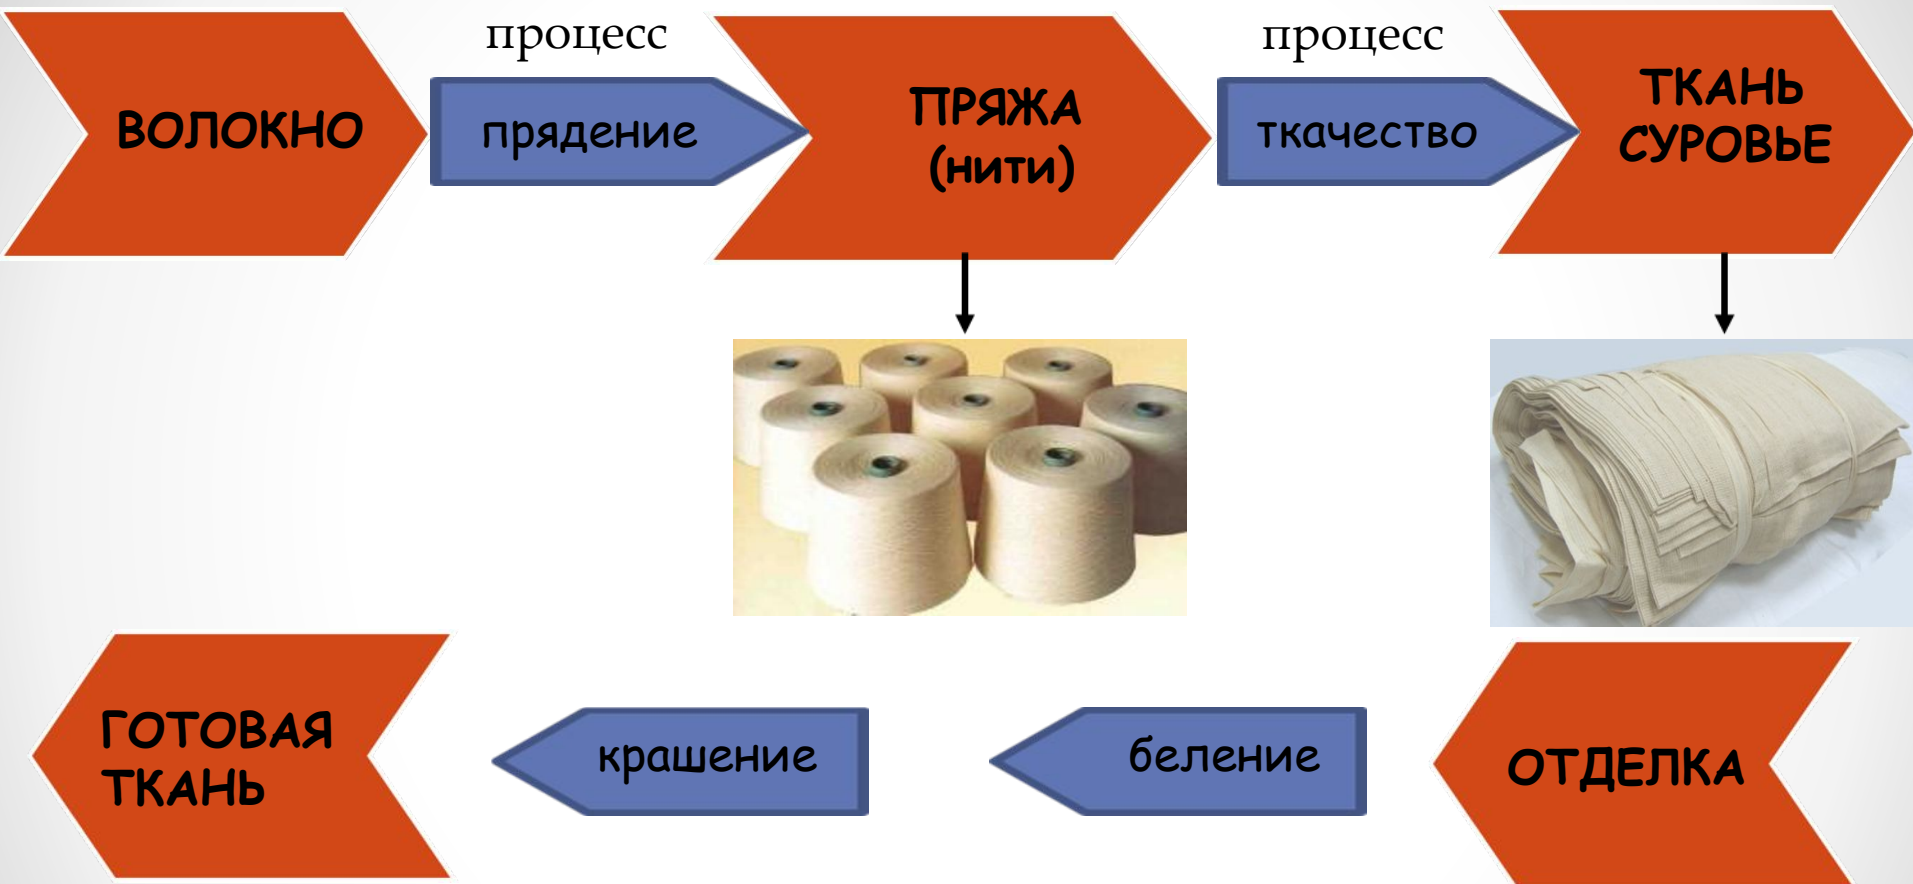 процесс
процесс
ВОЛОКНО
прядение
ПРЯЖА
(нити)
ткачество
ТКАНЬ
СУРОВЬЕ
ГОТОВАЯ
ТКАНЬ
крашение
беление
ОТДЕЛКА